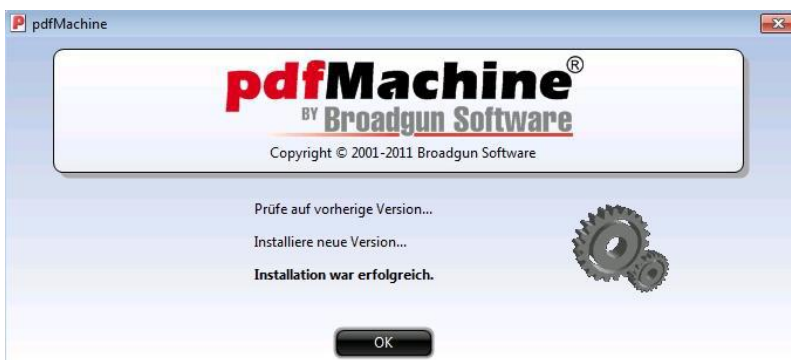 pdfMachine
pdfMachine®
BY Broadgun Software
Copyright © 2001-2011 Broadgun Software
Prüfe auf vorherige Version...
Installiere neue Version...
Installation war erfolgreich.
OK